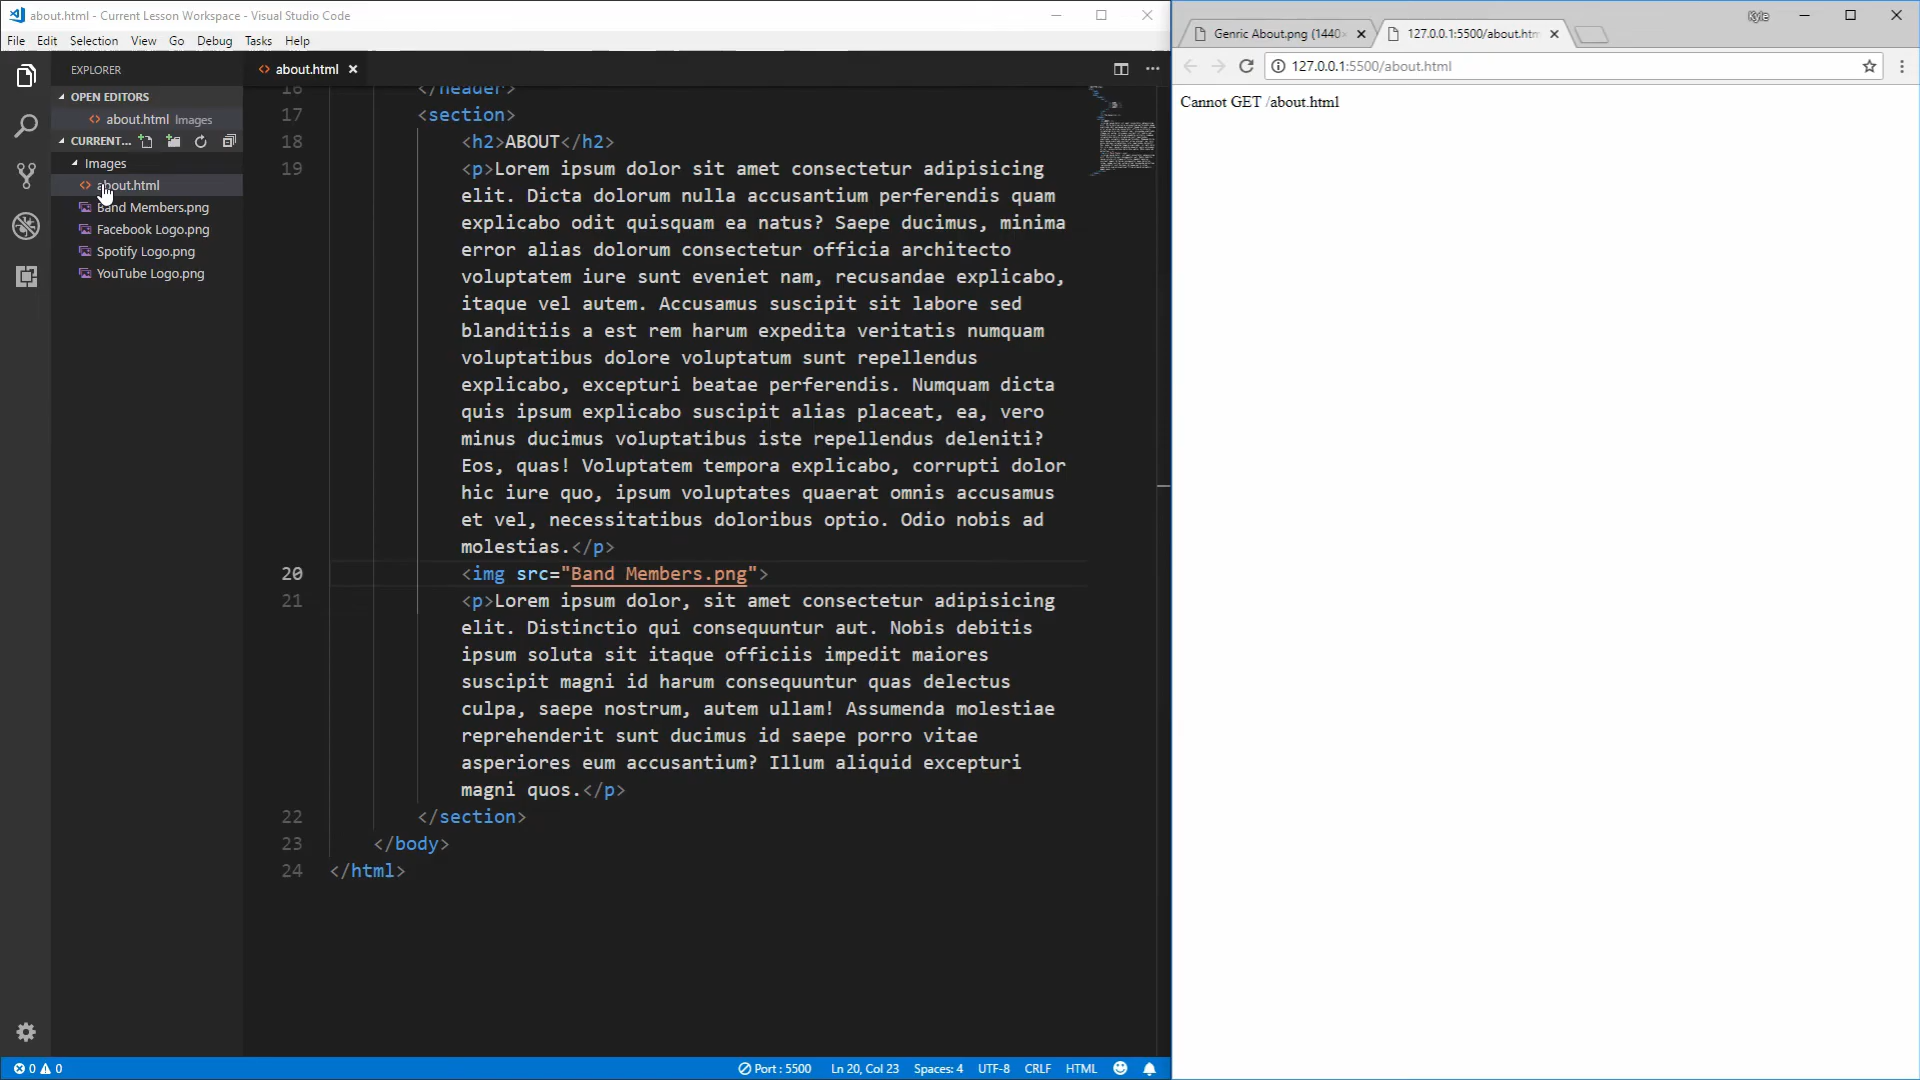 about.html - Current Lesson Workspace - Visual Studio Code
File Edit Selection View Go Debug Tasks Help
EXPLORER
OPEN EDITORS
about.html Images
CURRENT...
Images
about.html
Band Members.png
Facebook Logo.png
Spotify Logo.png
YouTube Logo.png
about.html
16 </header>
17 <section>
18 <h2>ABOUT</h2>
19 <p>Lorem ipsum dolor sit amet consectetur adipisicing
elit. Dicta dolorum nulla accusantium perferendis quam
explicabo odit quisquam ea natus? Saepe ducimus, minima
error alias dolorum consectetur officia architecto
voluptatem iure sunt eveniet nam, recusandae explicabo,
itaque vel autem. Accusamus suscipit sit labore sed
blanditiis a est rem harum expedita veritatis numquam
voluptatibus dolore voluptatum sunt repellendus
explicabo, excepturi beatae perferendis. Numquam dicta
quis ipsum explicabo suscipit alias placeat, ea, vero
minus ducimus voluptatibus iste repellendus deleniti?
Eos, quas! Voluptatem tempora explicabo, corrupti dolor
hic iure quo, ipsum voluptates quaerat omnis accusamus
et vel, necessitatibus doloribus optio. Odio nobis ad
molestias.</p>
20 <img src="Band Members.png">
21 <p>Lorem ipsum dolor, sit amet consectetur adipisicing
elit. Distinctio qui consequuntur aut. Nobis debitis
ipsum soluta sit itaque officiis impedit maiores
suscipit magni id harum consequuntur quas delectus
culpa, saepe nostrum, autem ullam! Assumenda molestiae
reprehenderit sunt ducimus id saepe porro vitae
asperiores eum accusantium? Illum aliquid excepturi
magni quos.</p>
22 </section>
23 </body>
24 </html>
0 0
Port : 5500 Ln 20, Col 23 Spaces: 4 UTF-8 CRLF HTML
Kyle
Genric About.png (1440×
127.0.0.1:5500/about.htm
127.0.0.1:5500/about.html
Cannot GET /about.html